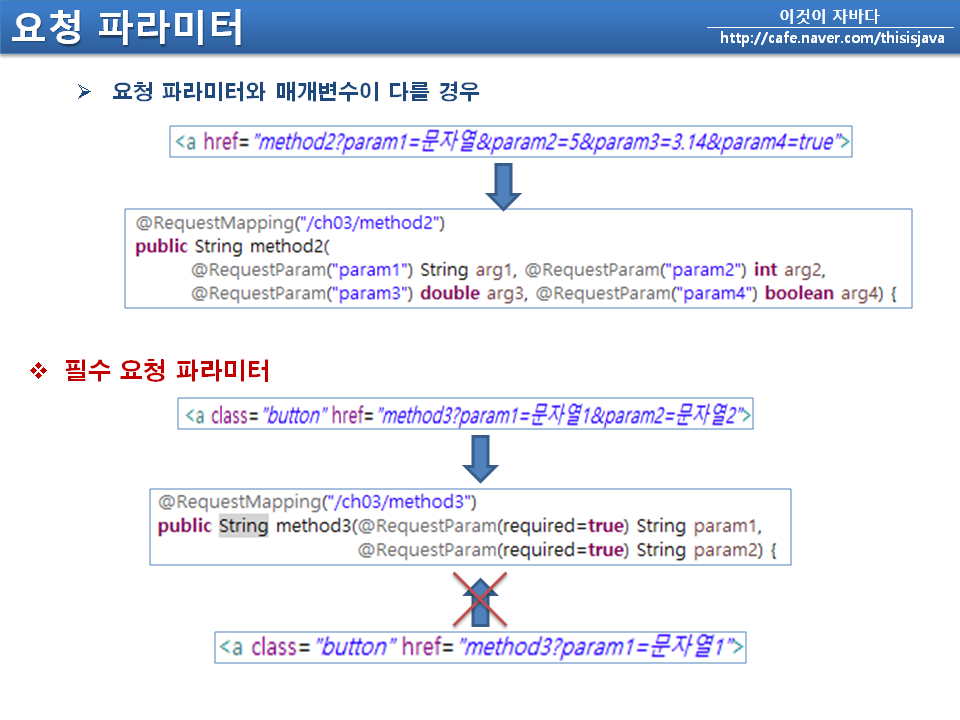 요청 파라미터
이것이 자바다
http://cafe.naver.com/thisisjava
➢ 요청 파라미터와 매개변수이 다를 경우
<a href="method2?param1=문자열&param2=5&param3=3.14&param4=true">
@RequestMapping("/ch03/method2")
public String method2(
@RequestParam("param1") String arg1, @RequestParam("param2") int arg2,
@RequestParam("param3") double arg3, @RequestParam("param4") boolean arg4) {
❖ 필수 요청 파라미터
<a class="button" href="method3?param1=문자열1&param2=문자열2">
@RequestMapping("/ch03/method3")
public String method3(@RequestParam(required=true) String param1,
@RequestParam(required=true) String param2) {
<a class="button" href="method3?param1=문자열1">